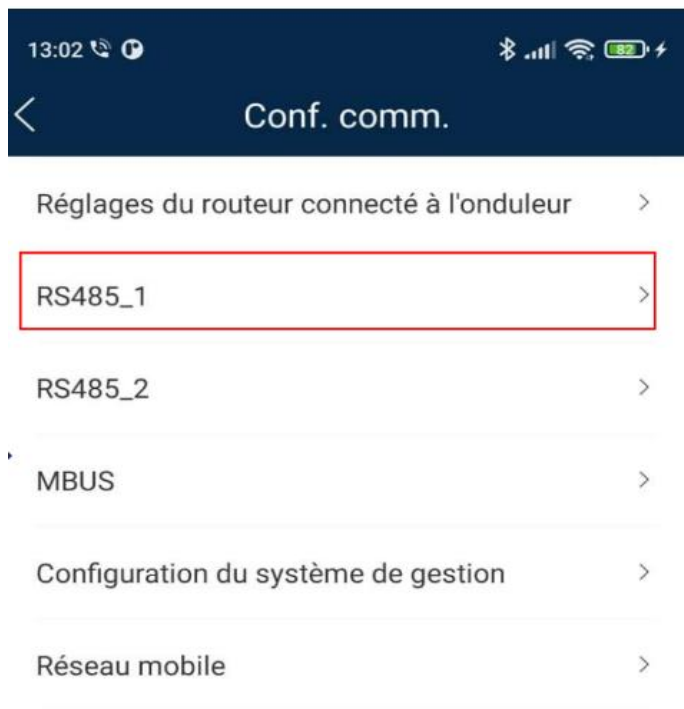 13:02
82
Conf. comm.
Réglages du routeur connecté à l'onduleur
RS485_1
RS485_2
MBUS
Configuration du système de gestion
Réseau mobile